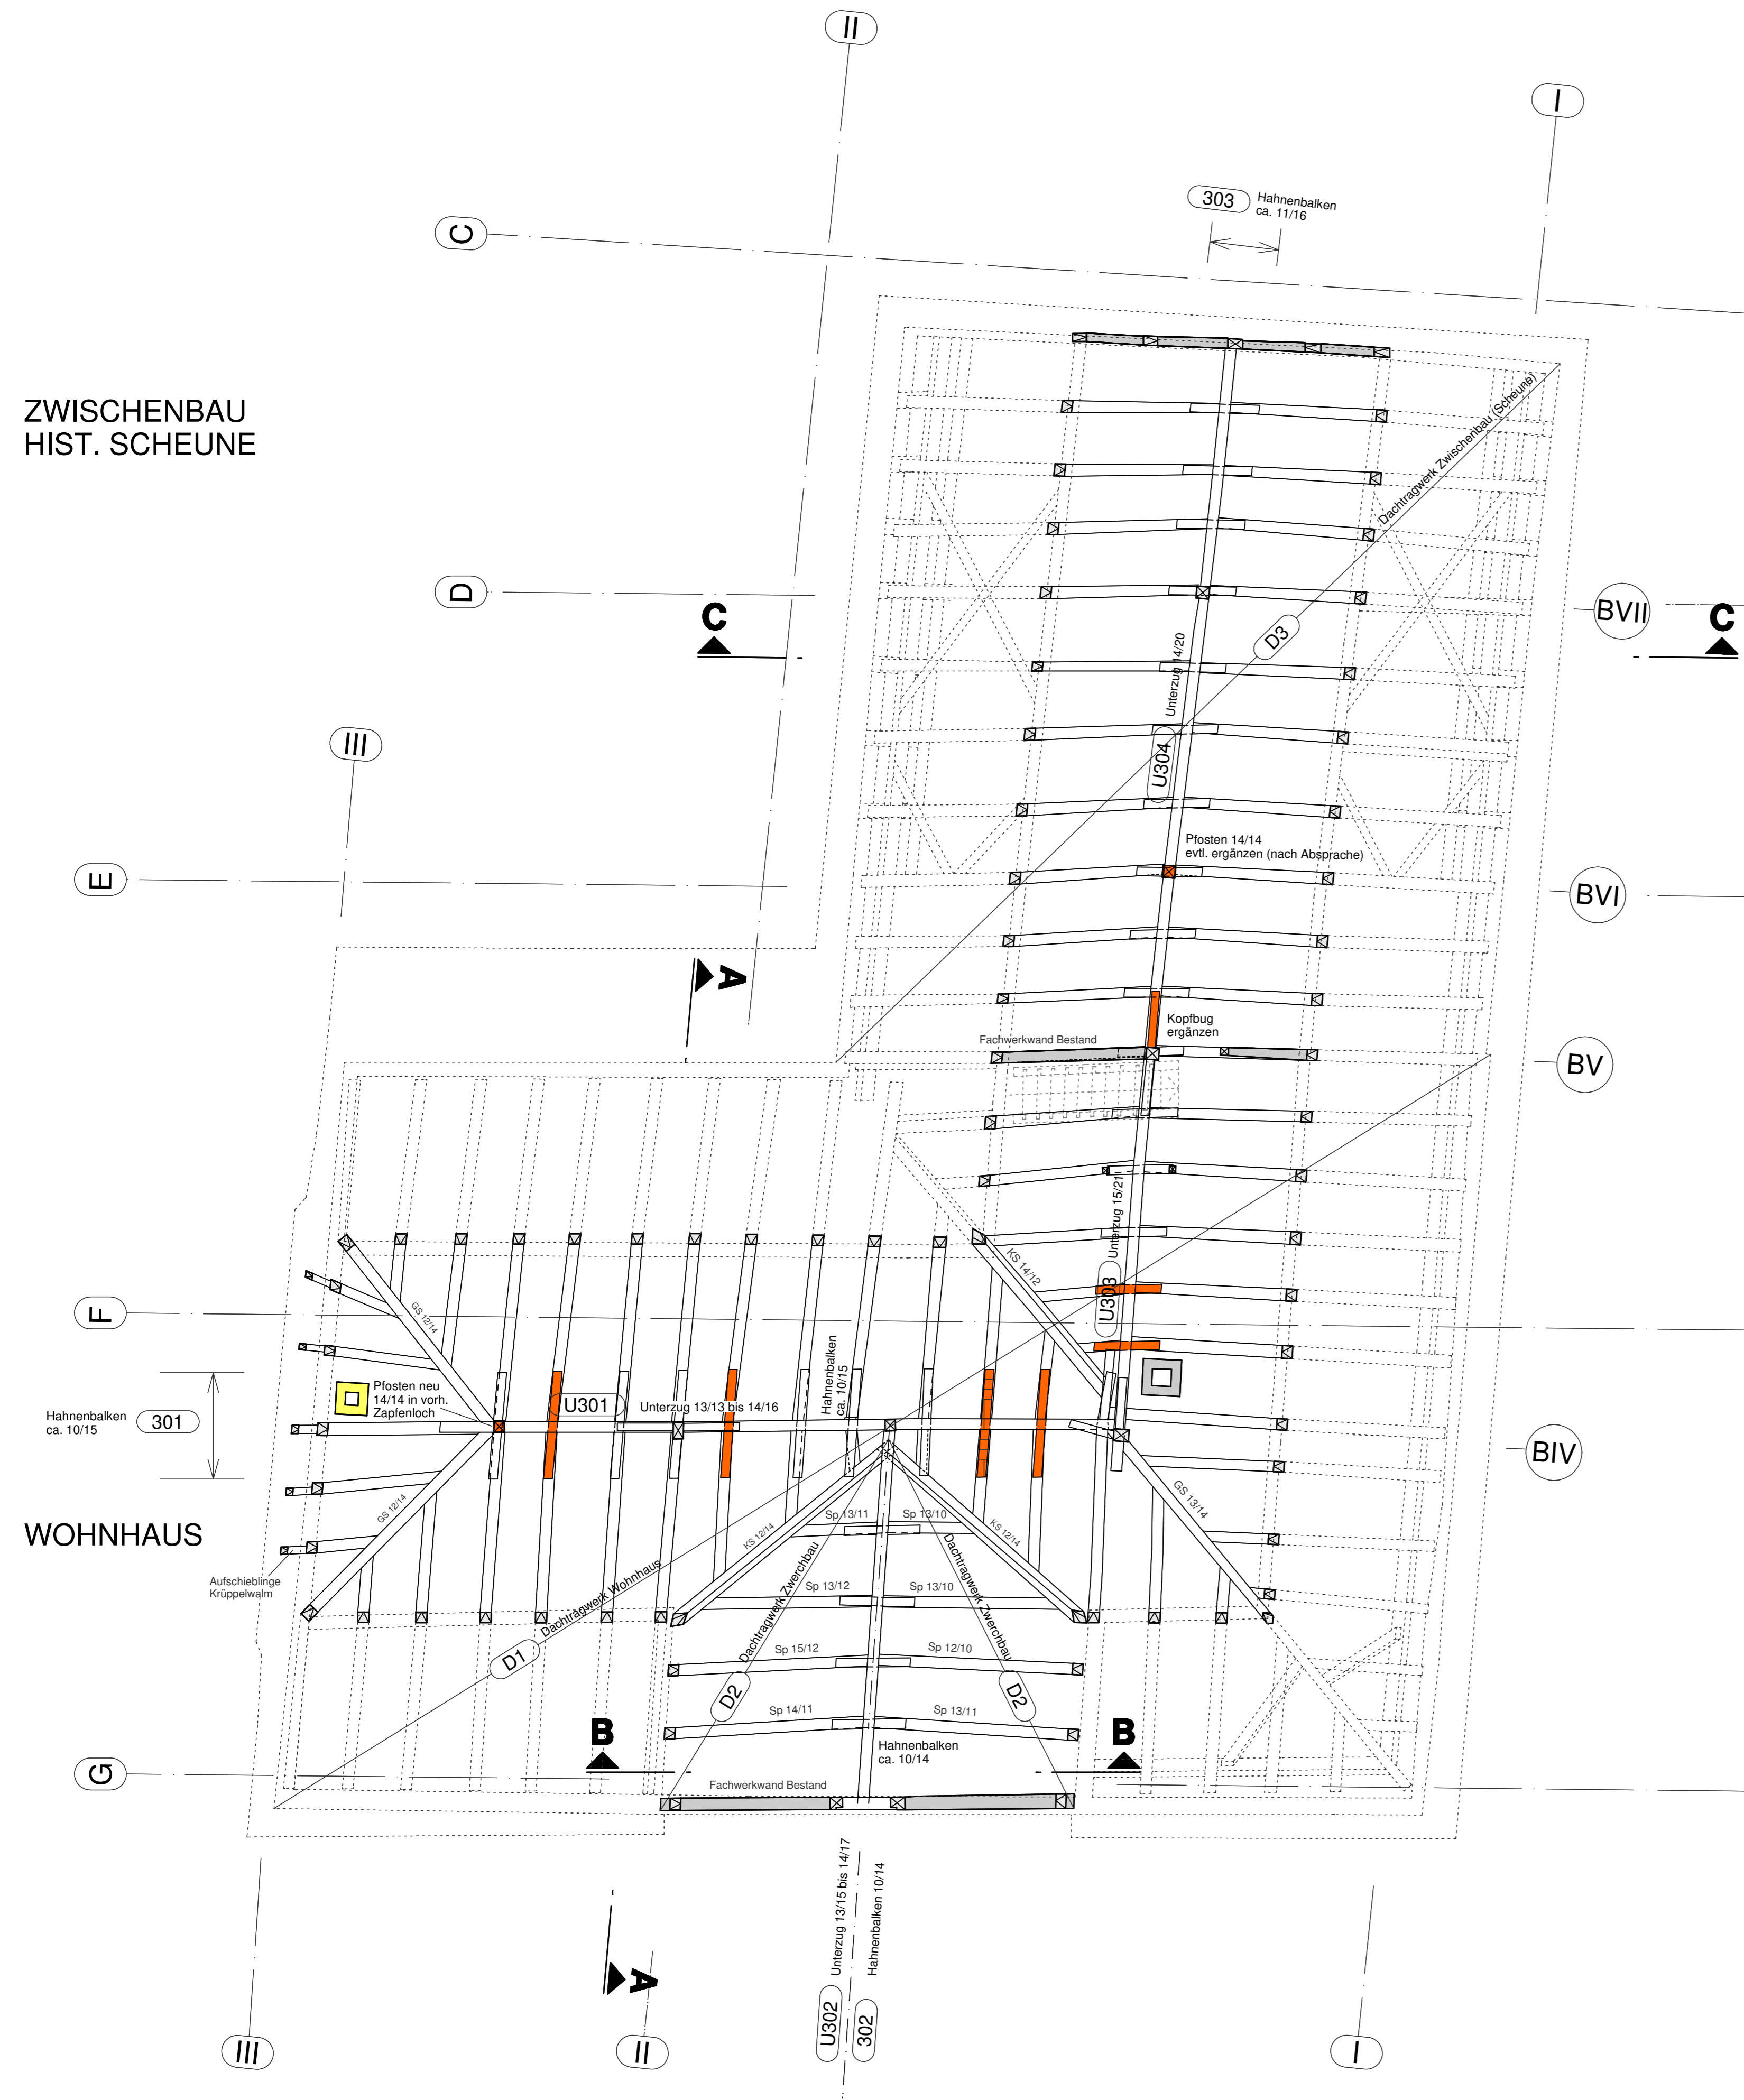 II
I
303
Hahnenbalken
ca. 11/16
C
ZWISCHENBAU
HIST. SCHEUNE
Dachtragwerk Zwischenbau (Scheune)
D
C
BVII
C
D3
Unterzug 14/20
III
U304
Pfosten 14/14
evtl. ergänzen (nach Absprache)
E
BVI
A
Kopfbug
ergänzen
Fachwerkwand Bestand
BV
Unterzug 15/21
KS 14/12
U303
F
GS 12/14
Hahnenbalken
ca. 10/15
Pfosten neu
14/14 in vorh.
Zapfenloch
U301
Unterzug 13/13 bis 14/16
Hahnenbalken
ca. 10/15
301
BIV
GS 12/14
GS 13/14
WOHNHAUS
Sp 13/11
Sp 13/10
KS 12/14
KS 12/14
Aufschieblinge
Krüppelwalm
Dachtragwerk Wohnhaus
Dachtragwerk Zwerchbau
Dachtragwerk Zwerchbau
Sp 13/12
Sp 13/10
D1
Sp 15/12
Sp 12/10
D2
D2
Sp 14/11
Sp 13/11
B
B
Hahnenbalken
ca. 10/14
G
Fachwerkwand Bestand
Unterzug 13/15 bis 14/17
Hahnenbalken 10/14
A
U302
302
III
II
I